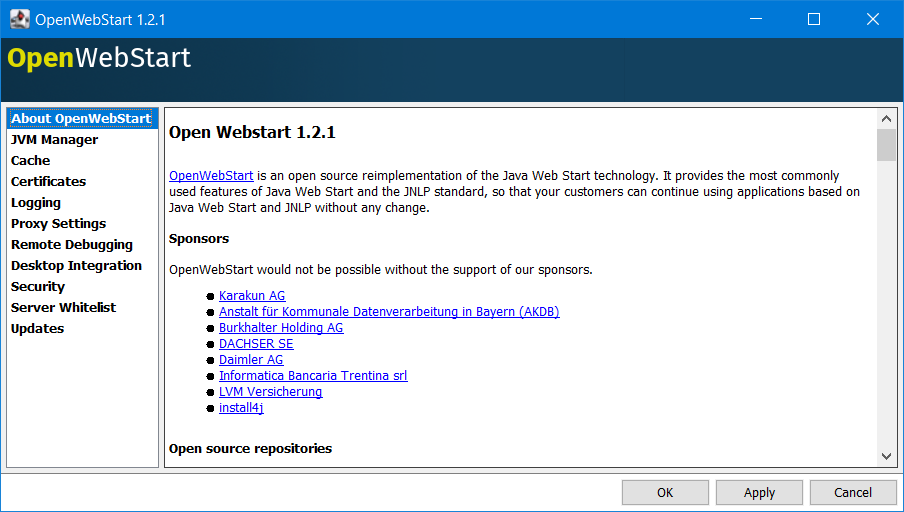 OpenWebStart 1.2.1
OpenWebStart
About OpenWebStart
JVM Manager
Cache
Certificates
Logging
Proxy Settings
Remote Debugging
Desktop Integration
Security
Server Whitelist
Updates
Open Webstart 1.2.1
OpenWebStart is an open source reimplementation of the Java Web Start technology. It provides the most commonly
used features of Java Web Start and the JNLP standard, so that your customers can continue using applications based on
Java Web Start and JNLP without any change.
Sponsors
OpenWebStart would not be possible without the support of our sponsors.
Karakun AG
Anstalt für Kommunale Datenverarbeitung in Bayern (AKDB)
Burkhalter Holding AG
DACHSER SE
Daimler AG
Informatica Bancaria Trentina srl
LVM Versicherung
install4j
Open source repositories
OK
Apply
Cancel